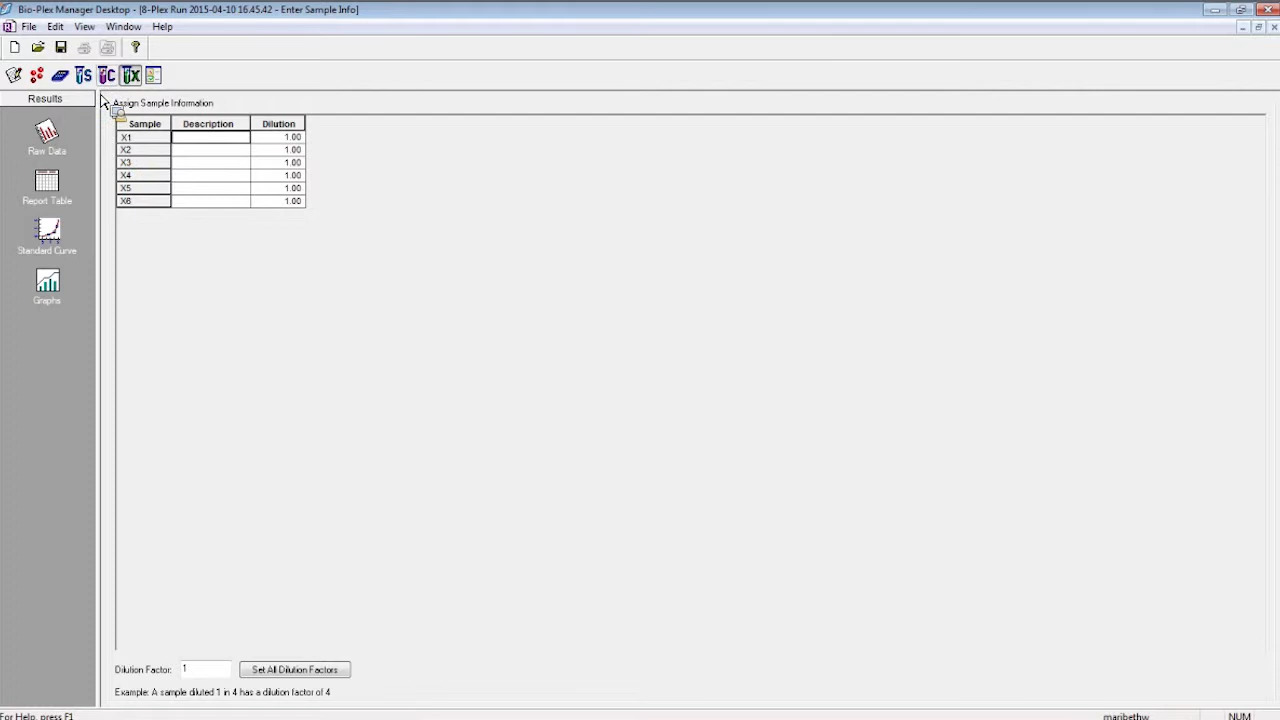 Bio-Plex Manager Desktop - [8-Plex Run 2015-04-10 16.45.42 - Enter Sample Info]
File Edit View Window Help
Results
Raw Data
Report Table
Standard Curve
Graphs
Assign Sample Information
Sample Description Dilution
X1 1.00
X2 1.00
X3 1.00
X4 1.00
X5 1.00
X6 1.00
Dilution Factor: 1 Set All Dilution Factors
Example: A sample diluted 1 in 4 has a dilution factor of 4
For Help, press F1 maribethw NUM